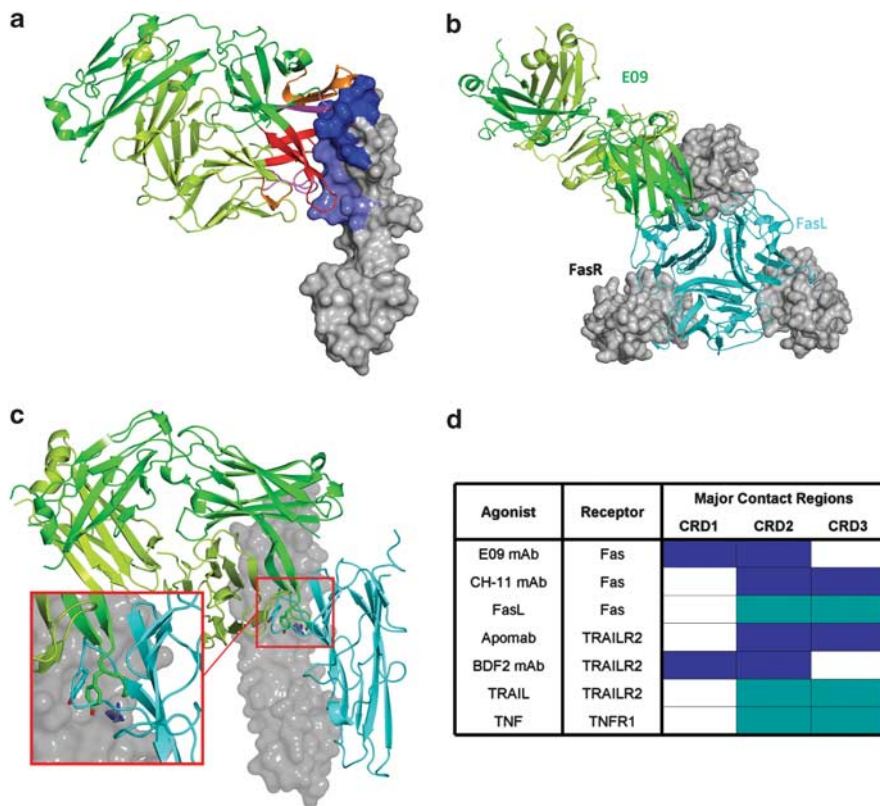 a
b
E09
FasL
FasR
c
d
Agonist Receptor Major Contact Regions
CRD1 CRD2 CRD3
E09 mAb Fas
CH-11 mAb Fas
FasL Fas
Apomab TRAILR2
BDF2 mAb TRAILR2
TRAIL TRAILR2
TNF TNFR1